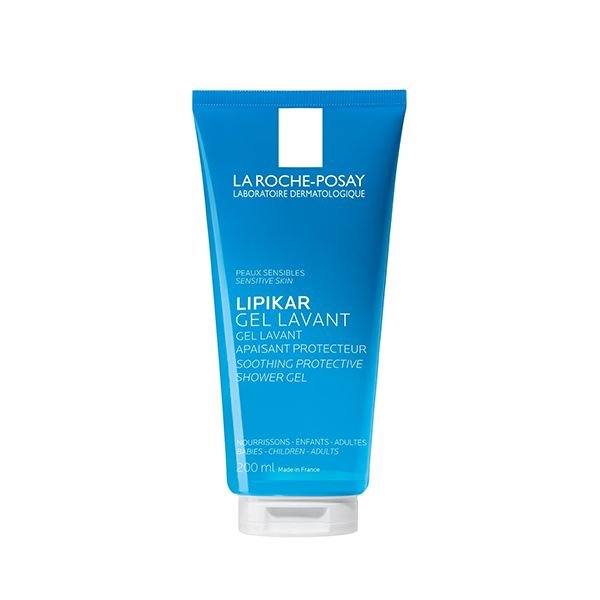 LA ROCHE-POSAY
LABORATOIRE DERMATOLOGIQUE
PEAUX SENSIBLES
SENSITIVE SKIN
LIPIKAR
GEL LAVANT
GEL LAVANT
APAISANT PROTECTEUR
SOOTHING PROTECTIVE
SHOWER GEL
NOURRISSONS - ENFANTS - ADULTES
BABIES - CHILDREN - ADULTS
200 ml Made in France